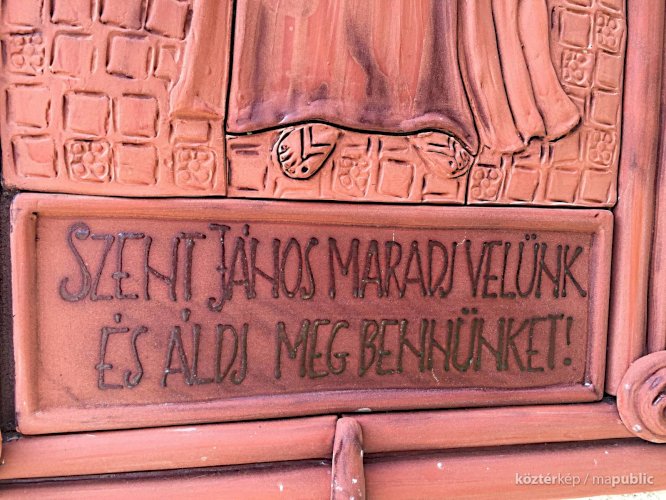 SZENT JÁNOS MARADJ VELÜNK
ÉS ÁLDJ MEG BENNÜNKET!
köztérkép / mapublic